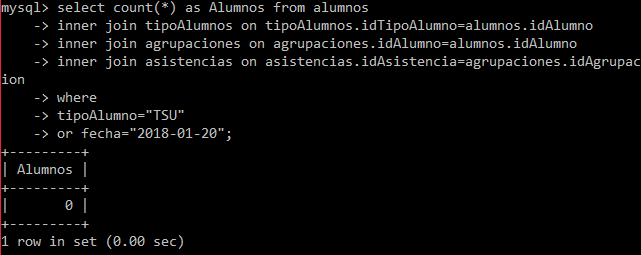 mysql> select count(*) as Alumnos from alumnos
    -> inner join tipoAlumnos on tipoAlumnos.idTipoAlumno=alumnos.idAlumno
    -> inner join agrupaciones on agrupaciones.idAlumno=alumnos.idAlumno
    -> inner join asistencias on asistencias.idAsistencia=agrupaciones.idAgrupac
ion
    -> where
    -> tipoAlumno="TSU"
    -> or fecha="2018-01-20";
+---------+
| Alumnos |
+---------+
|       0 |
+---------+
1 row in set (0.00 sec)